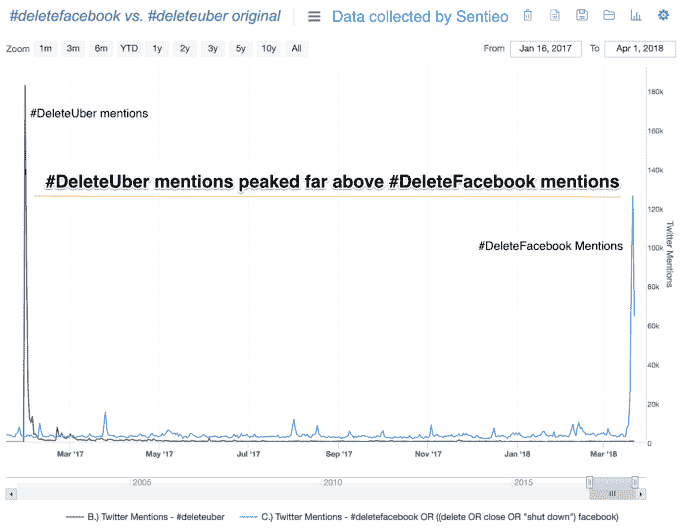 #deletefacebook vs. #deleteuber original
Data collected by Sentieo
Zoom 1m 3m 6m YTD 1y 2y 3y 5y 10y All From Jan 16, 2017 To Apr 1, 2018
#DeleteUber mentions
#DeleteUber mentions peaked far above #DeleteFacebook mentions
#DeleteFacebook Mentions
180k
160k
140k
120k
100k
80k
60k
40k
20k
0
Twitter Mentions
Mar '17 May '17 Jul '17 Sep '17 Nov '17 Jan '18 Mar '18
2005 2010 2015
B.) Twitter Mentions - #deleteuber C.) Twitter Mentions - #deletefacebook OR ((delete OR close OR "shut down") facebook)